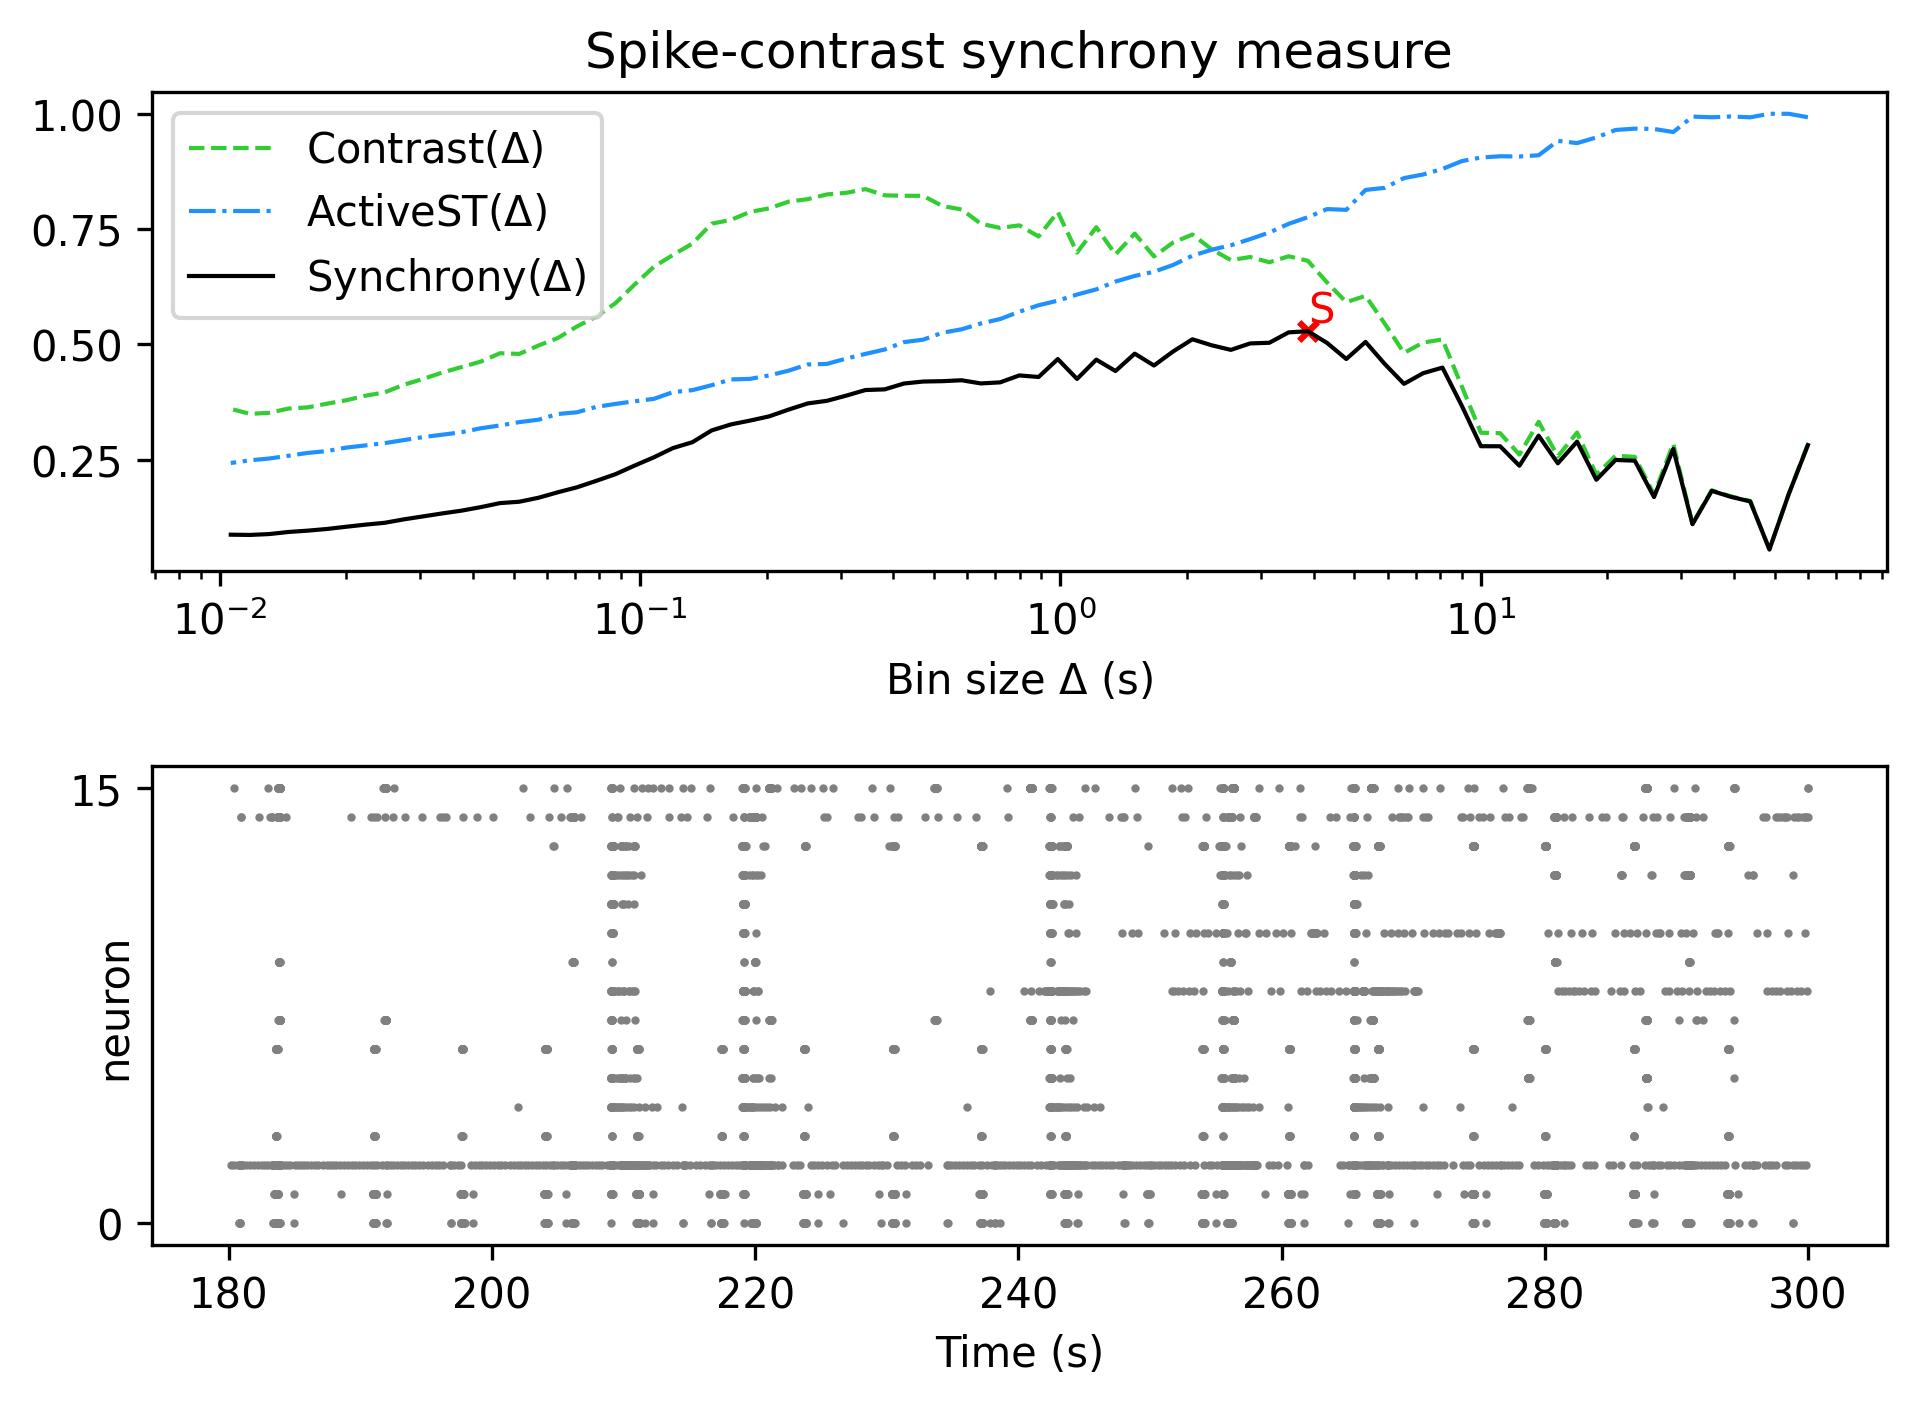 Spike-contrast synchrony measure
1.00
0.75
0.50
0.25
Contrast(Δ)
ActiveST(Δ)
Synchrony(Δ)
S
10⁻² 10⁻¹ 10⁰ 10¹
Bin size Δ (s)
15
0
neuron
180 200 220 240 260 280 300
Time (s)